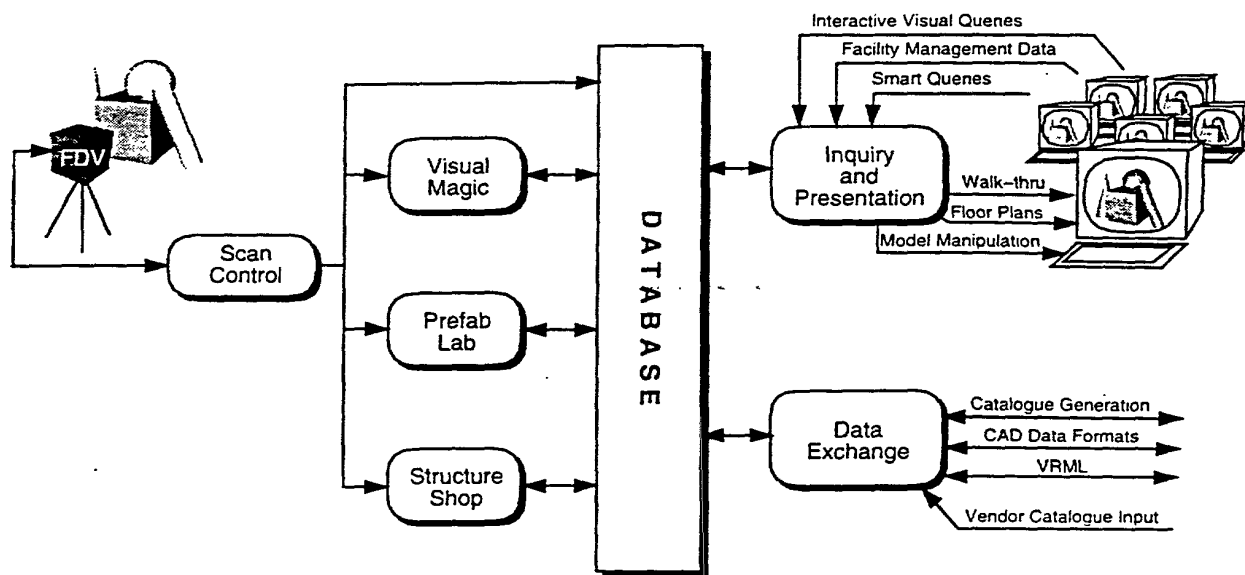 Interactive Visual Quenes
Facility Management Data
Smart Quenes
FDV
Visual
Magic
Inquiry
and
Presentation
Walk-thru
Floor Plans
Model Manipulation
Scan
Control
DATABASE
Prefab
Lab
Structure
Shop
Data
Exchange
Catalogue Generation
CAD Data Formats
VRML
Vendor Catalogue Input